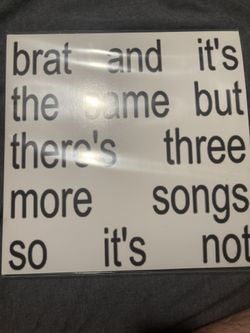 brat and it's
the same but
there's three
more songs
so it's not